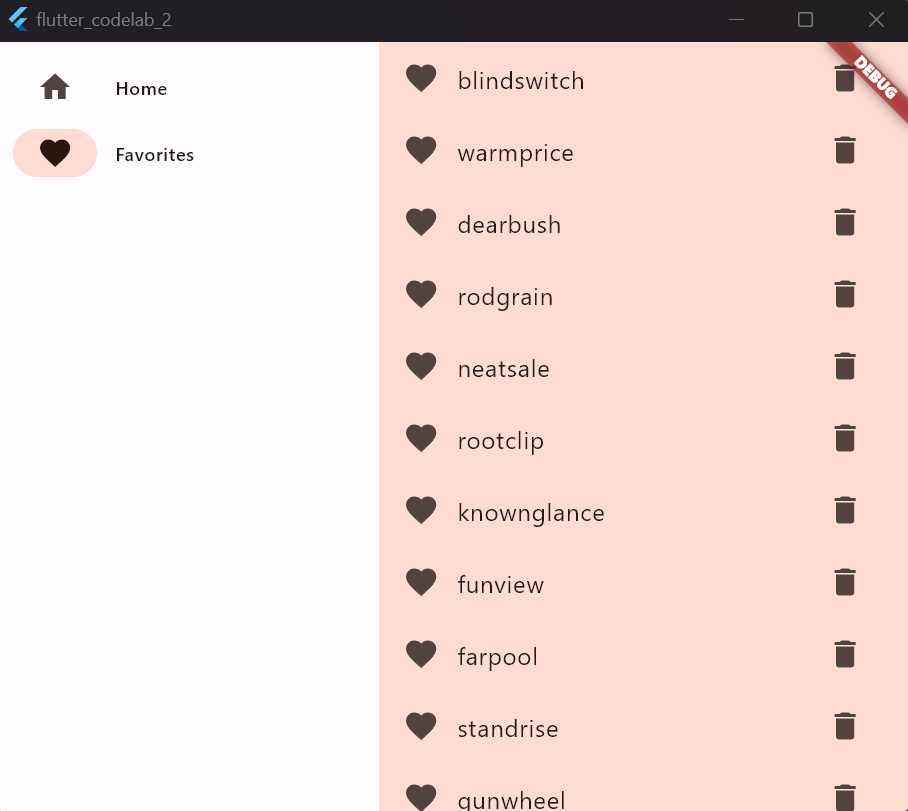 flutter_codelab_2
DEBUG
Home
Favorites
blindswitch
warmprice
dearbush
rodgrain
neatsale
rootclip
knownglance
funview
farpool
standrise
gunwheel